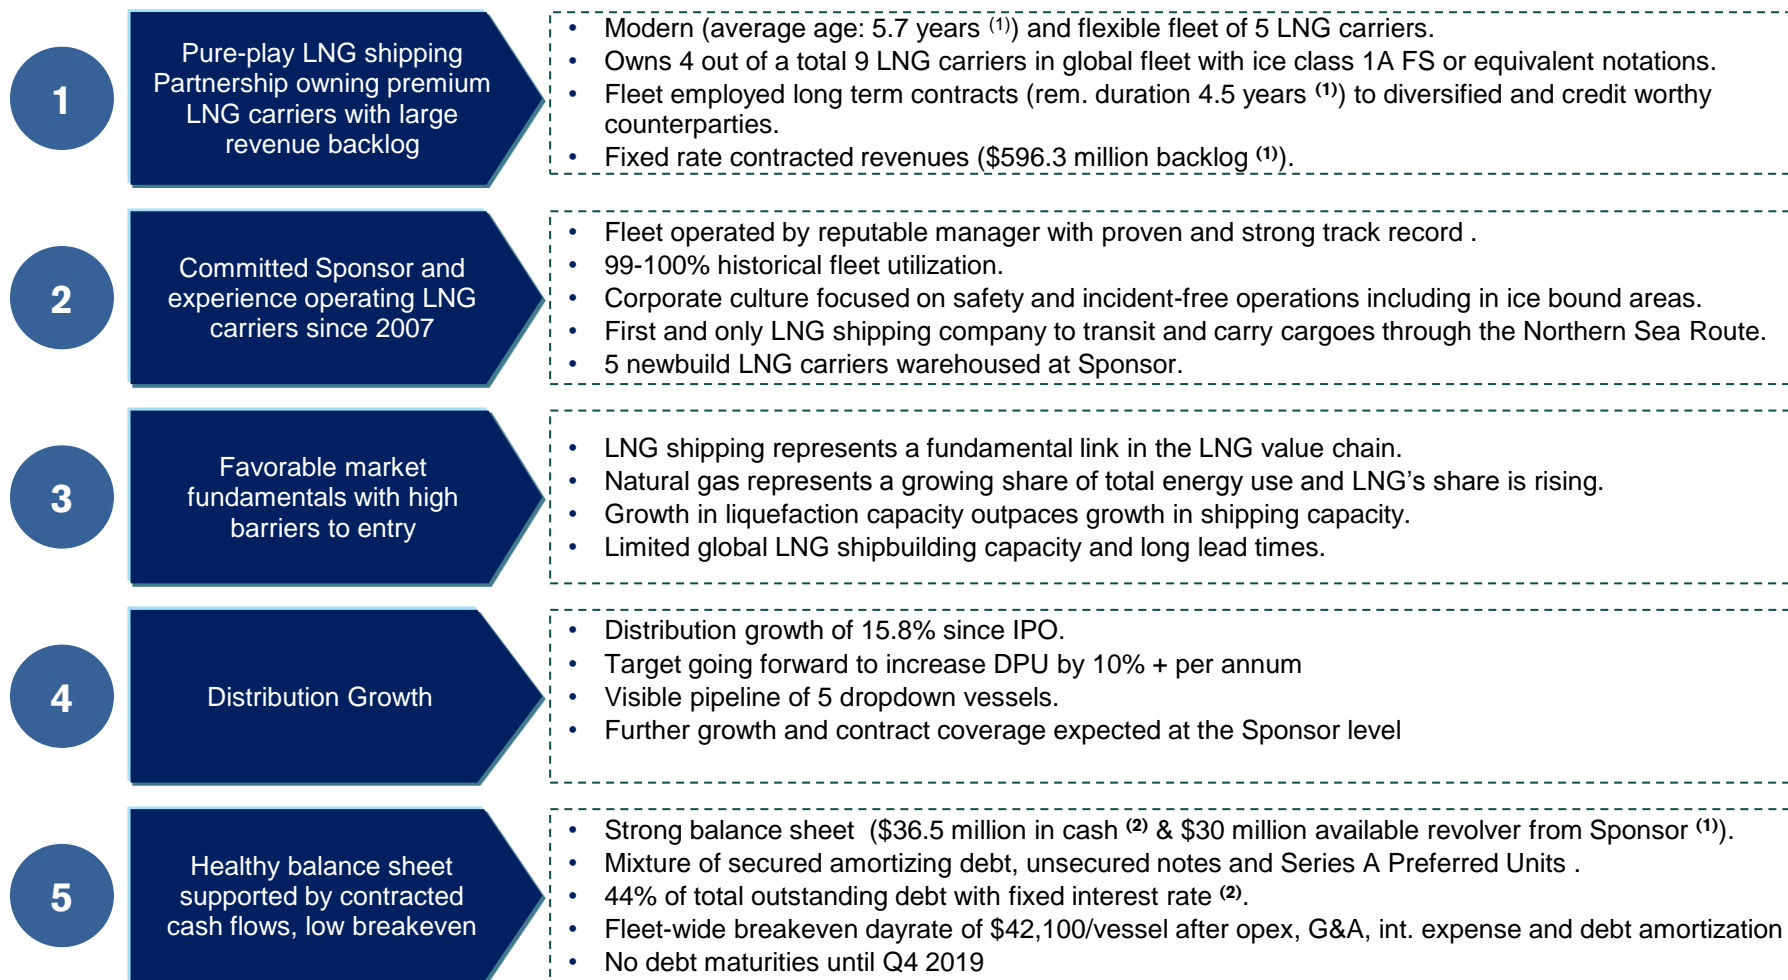 1
Pure-play LNG shipping
Partnership owning premium
LNG carriers with large
revenue backlog
• Modern (average age: 5.7 years (1)) and flexible fleet of 5 LNG carriers.
• Owns 4 out of a total 9 LNG carriers in global fleet with ice class 1A FS or equivalent notations.
• Fleet employed long term contracts (rem. duration 4.5 years (1)) to diversified and credit worthy
counterparties.
• Fixed rate contracted revenues ($596.3 million backlog (1)).
2
Committed Sponsor and
experience operating LNG
carriers since 2007
• Fleet operated by reputable manager with proven and strong track record .
• 99-100% historical fleet utilization.
• Corporate culture focused on safety and incident-free operations including in ice bound areas.
• First and only LNG shipping company to transit and carry cargoes through the Northern Sea Route.
• 5 newbuild LNG carriers warehoused at Sponsor.
3
Favorable market
fundamentals with high
barriers to entry
• LNG shipping represents a fundamental link in the LNG value chain.
• Natural gas represents a growing share of total energy use and LNG’s share is rising.
• Growth in liquefaction capacity outpaces growth in shipping capacity.
• Limited global LNG shipbuilding capacity and long lead times.
4
Distribution Growth
• Distribution growth of 15.8% since IPO.
• Target going forward to increase DPU by 10% + per annum
• Visible pipeline of 5 dropdown vessels.
• Further growth and contract coverage expected at the Sponsor level
5
Healthy balance sheet
supported by contracted
cash flows, low breakeven
• Strong balance sheet ($36.5 million in cash (2) & $30 million available revolver from Sponsor (1)).
• Mixture of secured amortizing debt, unsecured notes and Series A Preferred Units .
• 44% of total outstanding debt with fixed interest rate (2).
• Fleet-wide breakeven dayrate of $42,100/vessel after opex, G&A, int. expense and debt amortization
• No debt maturities until Q4 2019